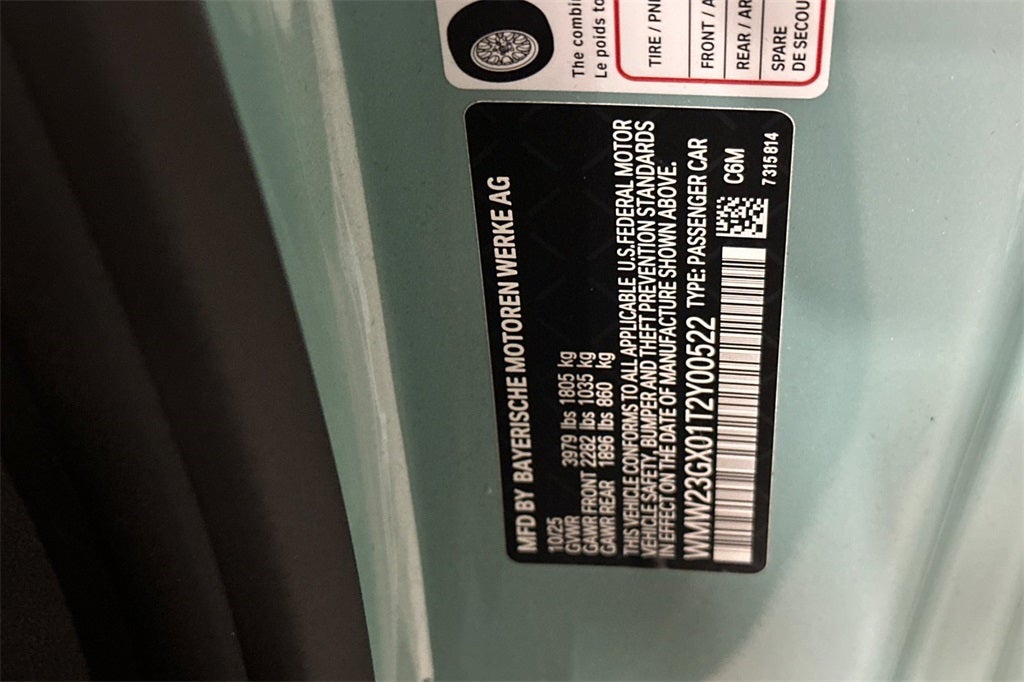 The combi
Le poids to
TIRE / PNE
FRONT / A
REAR / AR
SPARE
DE SECOU
MFD BY BAYERISCHE MOTOREN WERKE AG
10/25
GVWR 3979 lbs 1805 kg
GAWR FRONT 2282 lbs 1035 kg
GAWR REAR 1896 lbs 860 kg
THIS VEHICLE CONFORMS TO ALL APPLICABLE U.S.FEDERAL MOTOR
VEHICLE SAFETY, BUMPER AND THEFT PREVENTION STANDARDS
IN EFFECT ON THE DATE OF MANUFACTURE SHOWN ABOVE.
WMW23GX01T2Y00522 TYPE: PASSENGER CAR
C6M
7315814